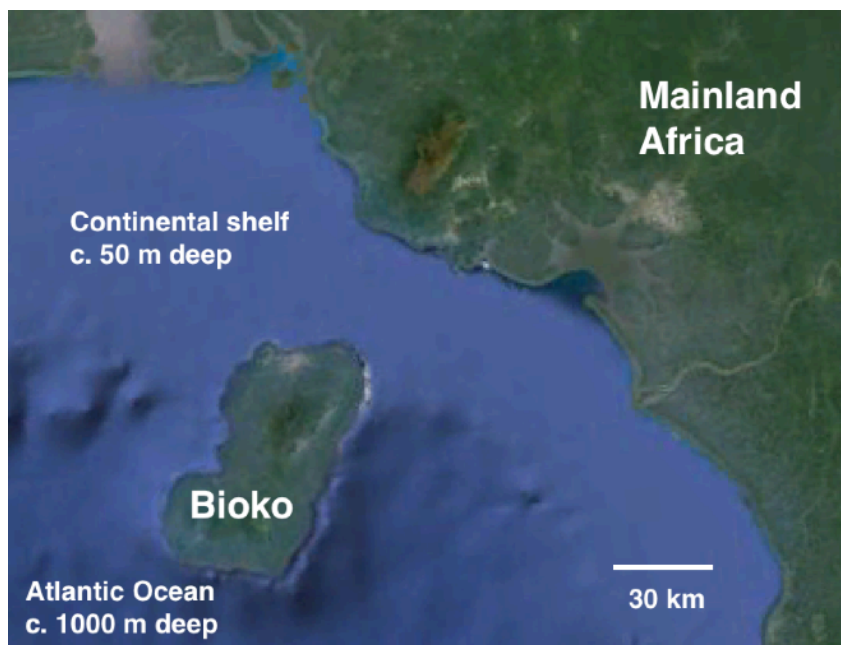 Mainland
Africa
Continental shelf
c. 50 m deep
Bioko
Atlantic Ocean
c. 1000 m deep
30 km